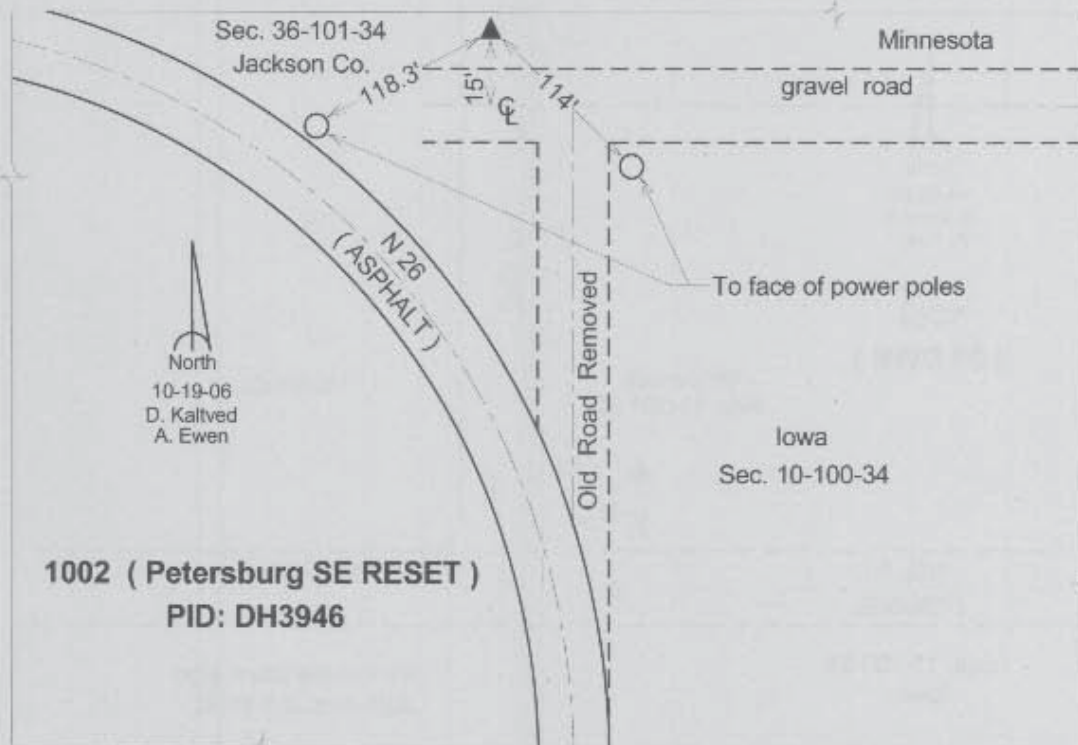 Sec. 36-101-34
Jackson Co.
Minnesota
gravel road
118.3'
15'
℄
114'
N 26
( ASPHALT )
Old Road Removed
To face of power poles
North
10-19-06
D. Kaltved
A. Ewen
Iowa
Sec. 10-100-34
1002 ( Petersburg SE RESET )
PID: DH3946